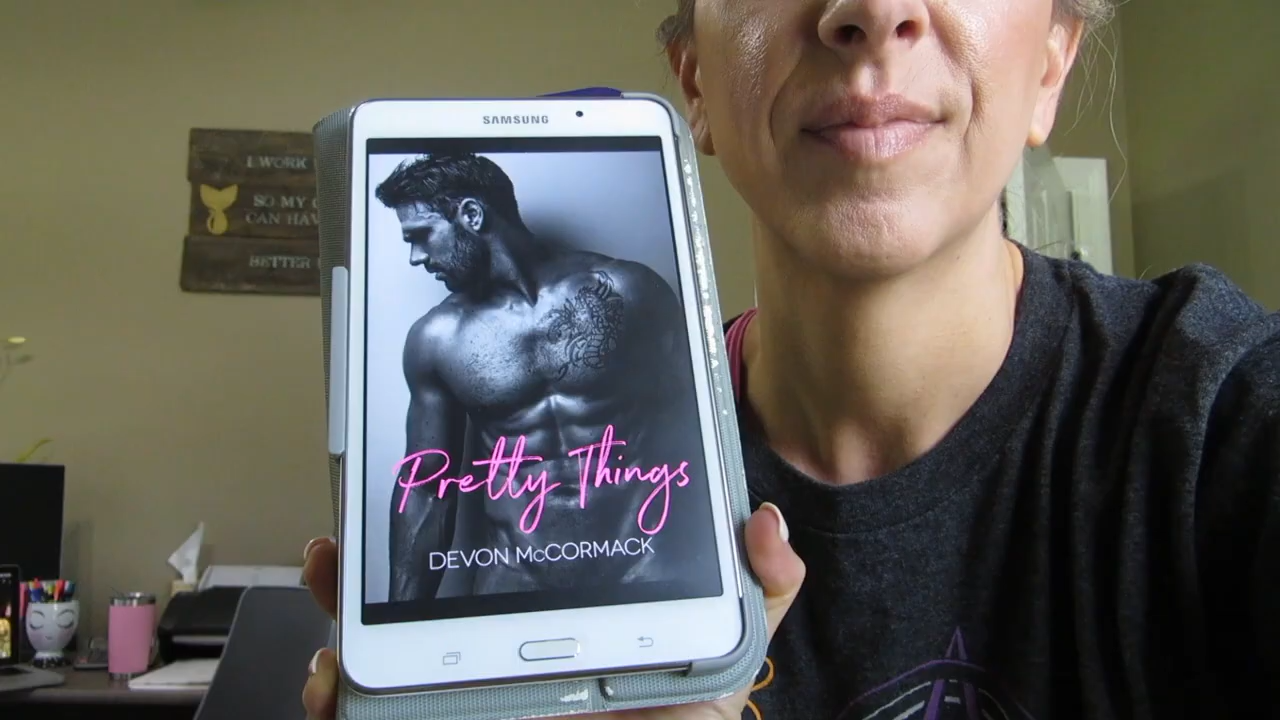 SAMSUNG
I WORK
SO MY
CAN HAV
BETTER
Pretty Things
DEVON McCORMACK